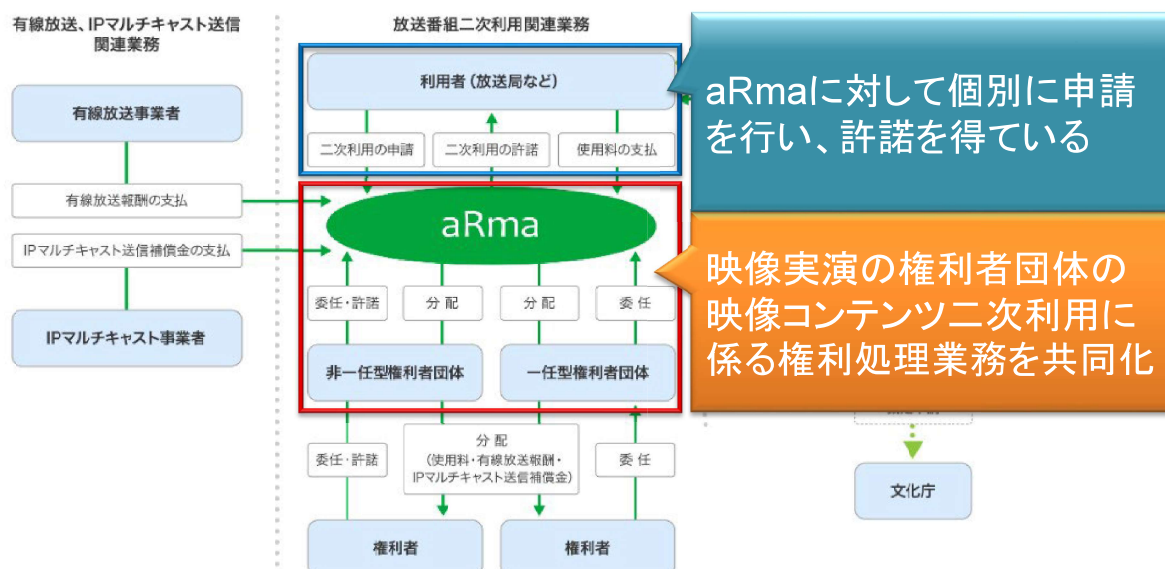 有線放送、IPマルチキャスト送信
関連業務
放送番組二次利用関連業務
有線放送事業者
有線放送報酬の支払
IPマルチキャスト送信補償金の支払
IPマルチキャスト事業者
利用者(放送局など)
二次利用の申請
二次利用の許諾
使用料の支払
aRma
委任・許諾
分配
分配
委任
非一任型権利者団体
一任型権利者団体
委任・許諾
分配
(使用料・有線放送報酬・
IPマルチキャスト送信補償金)
委任
権利者
権利者
aRmaに対して個別に申請
を行い、許諾を得ている
映像実演の権利者団体の
映像コンテンツ二次利用に
係る権利処理業務を共同化
文化庁